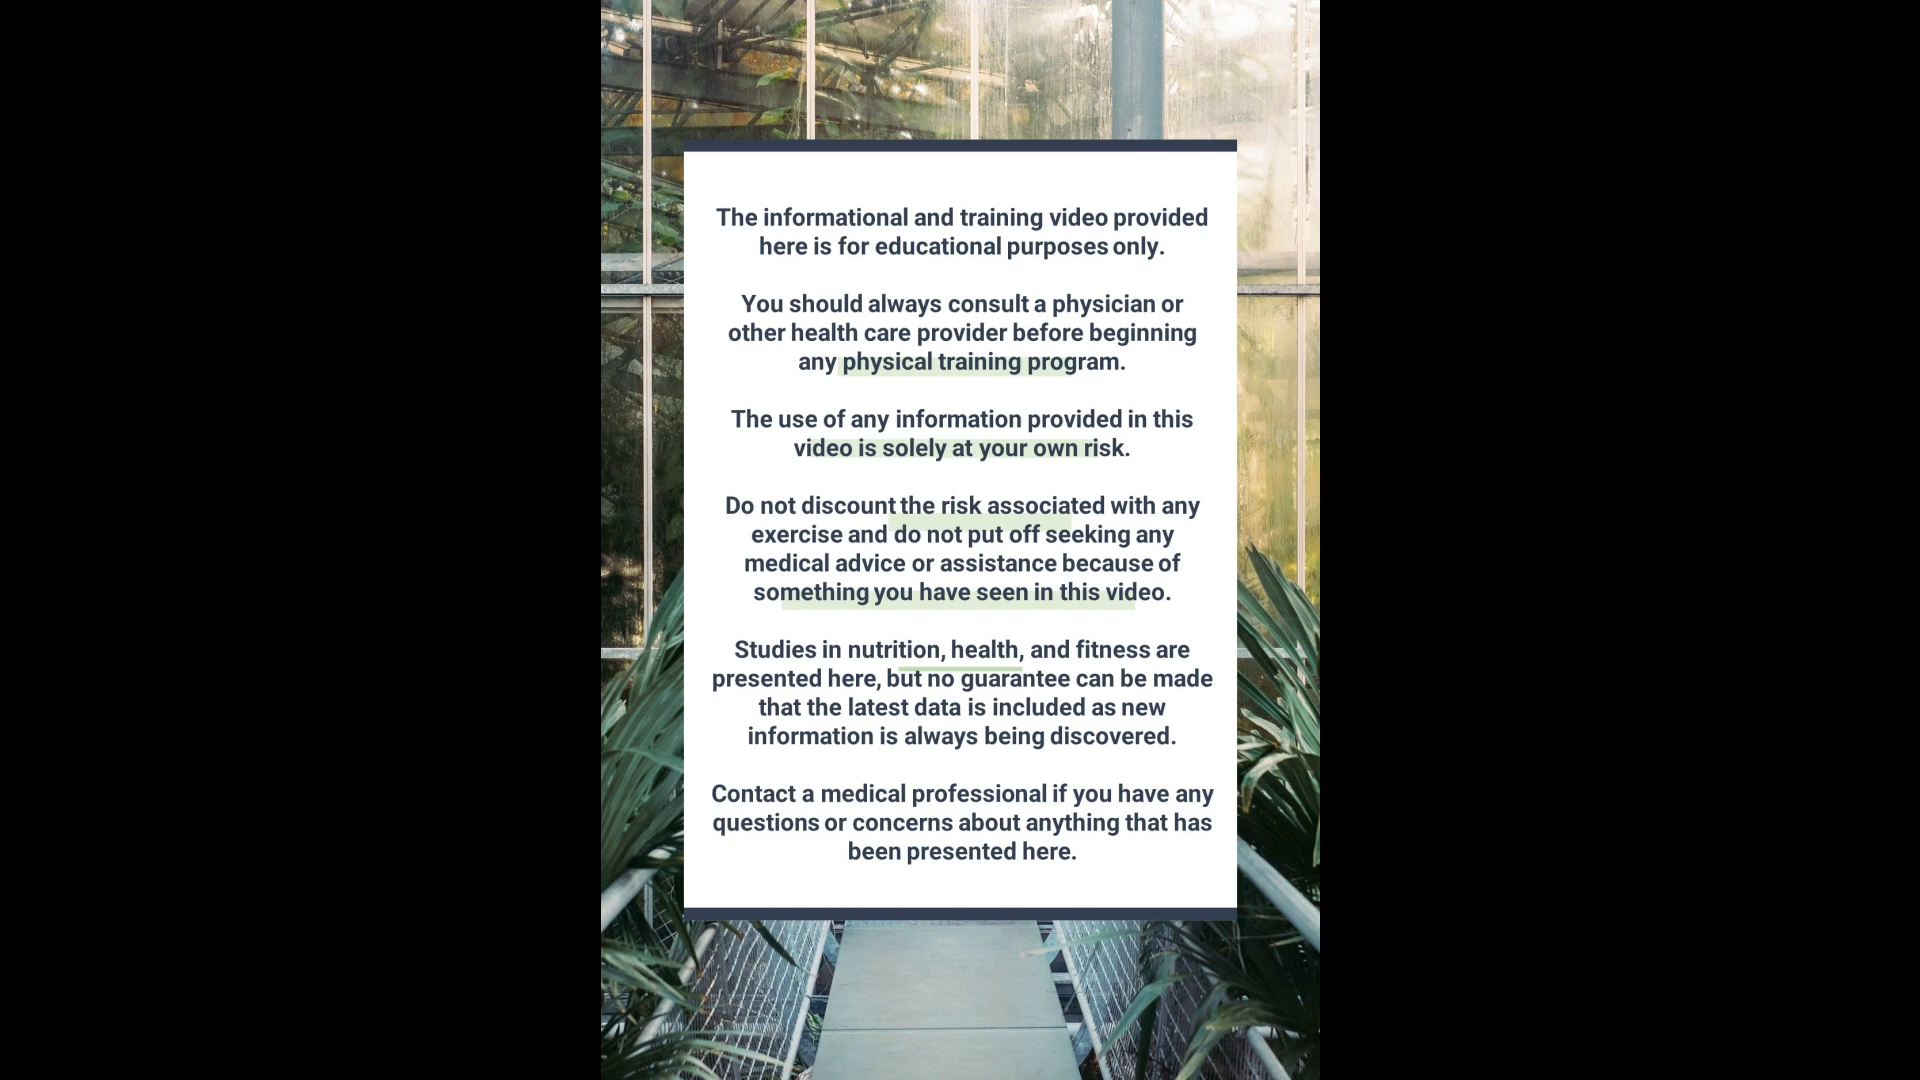 The informational and training video provided
here is for educational purposes only.
You should always consult a physician or
other health care provider before beginning
any physical training program.
The use of any information provided in this
video is solely at your own risk.
Do not discount the risk associated with any
exercise and do not put off seeking any
medical advice or assistance because of
something you have seen in this video.
Studies in nutrition, health, and fitness are
presented here, but no guarantee can be made
that the latest data is included as new
information is always being discovered.
Contact a medical professional if you have any
questions or concerns about anything that has
been presented here.